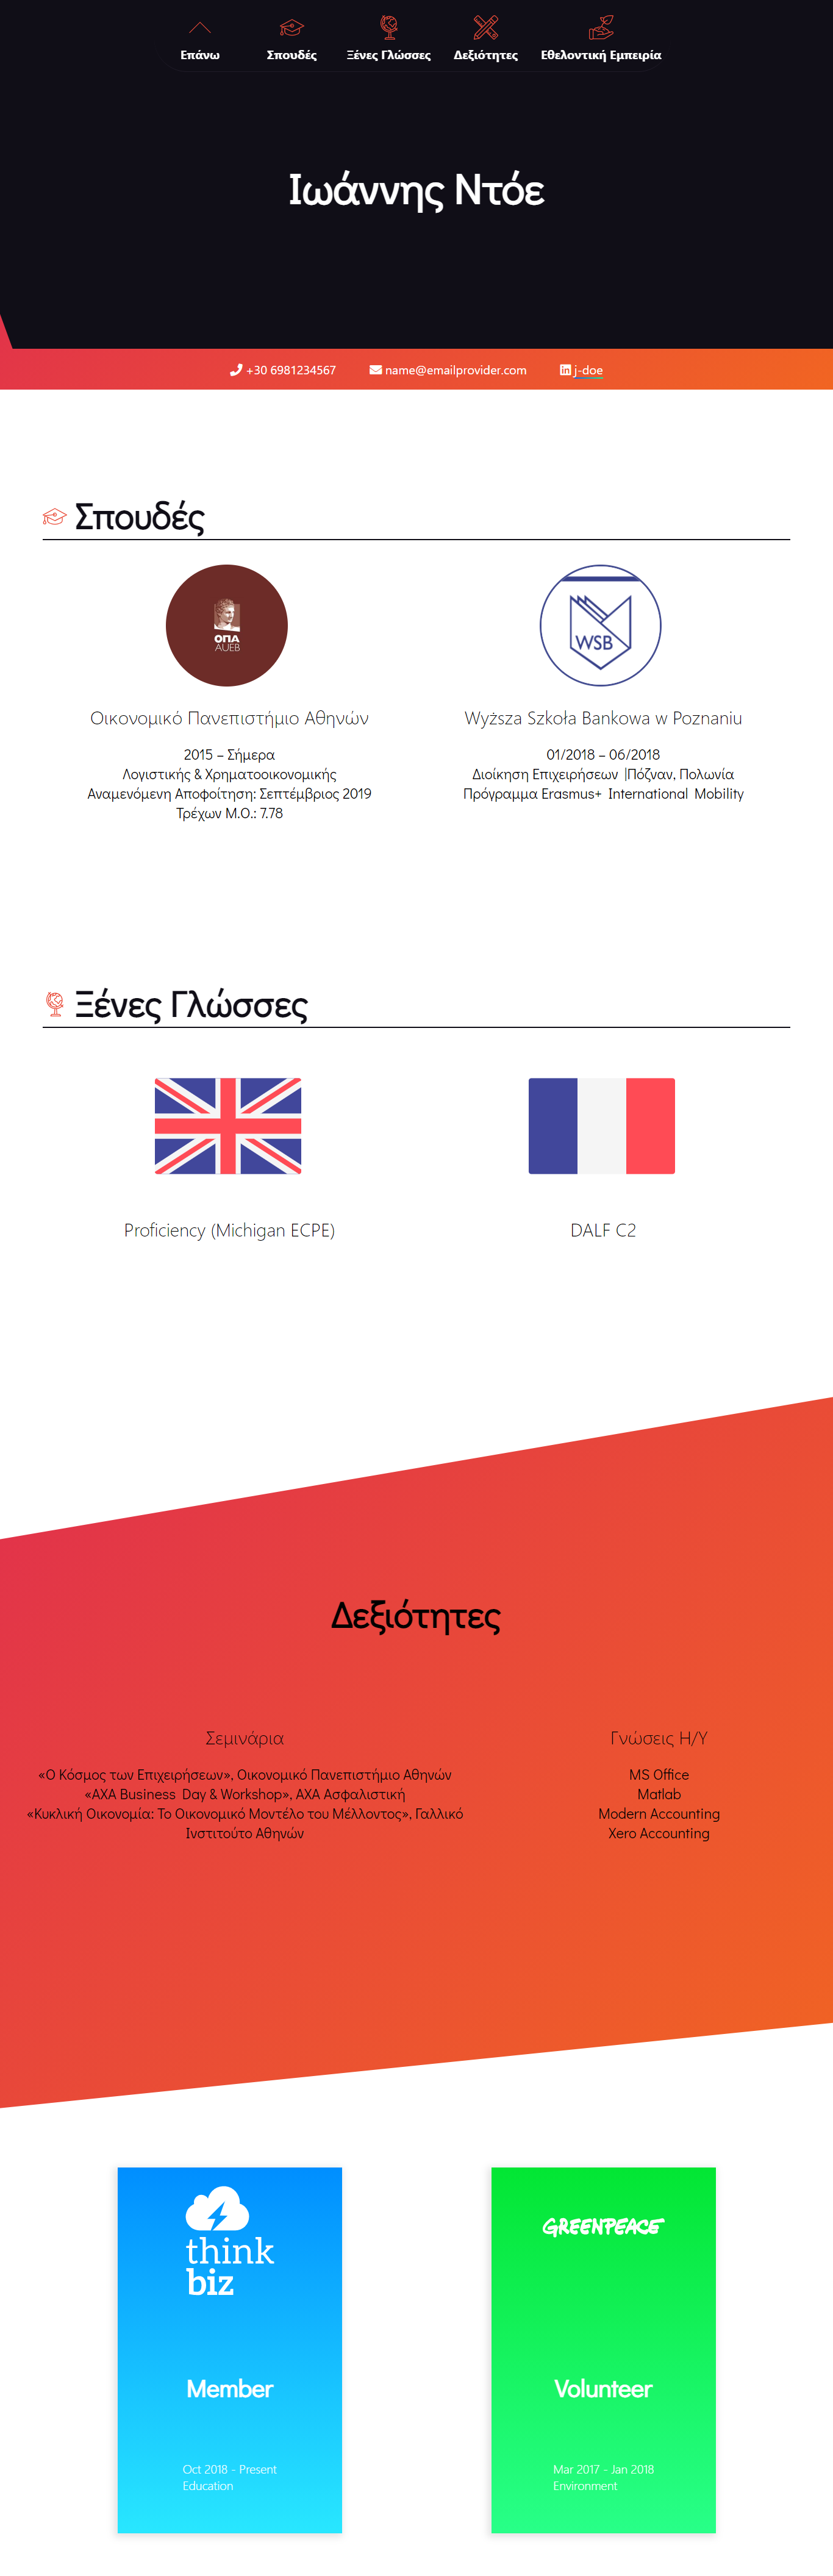 Επάνω
Σπουδές
Ξένες Γλώσσες
Δεξιότητες
Εθελοντική Εμπειρία
Ιωάννης Ντόε
+30 6981234567
name@emailprovider.com
j-doe
Σπουδές
ΟΠΑ
AUEB
Οικονομικό Πανεπιστήμιο Αθηνών
2015 – Σήμερα
Λογιστικής & Χρηματοοικονομικής
Αναμενόμενη Αποφοίτηση: Σεπτέμβριος 2019
Τρέχων Μ.Ο.: 7.78
WSB
Wyższa Szkoła Bankowa w Poznaniu
01/2018 – 06/2018
Διοίκηση Επιχειρήσεων |Πόζναν, Πολωνία
Πρόγραμμα Erasmus+ International Mobility
Ξένες Γλώσσες
Proficiency (Michigan ECPE)
DALF C2
Δεξιότητες
Σεμινάρια
«Ο Κόσμος των Επιχειρήσεων», Οικονομικό Πανεπιστήμιο Αθηνών
«AXA Business Day & Workshop», ΑΧΑ Ασφαλιστική
«Κυκλική Οικονομία: Το Οικονομικό Μοντέλο του Μέλλοντος», Γαλλικό
Ινστιτούτο Αθηνών
Γνώσεις Η/Υ
MS Office
Matlab
Modern Accounting
Xero Accounting
think
biz
Member
Oct 2018 - Present
Education
GREENPEACE
Volunteer
Mar 2017 - Jan 2018
Environment